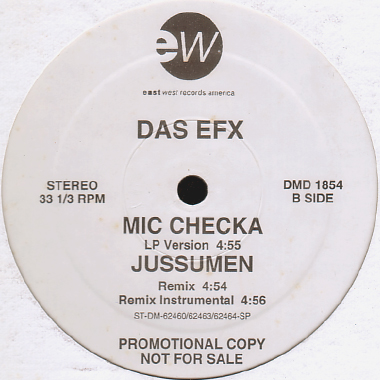 ew
east west records america
DAS EFX
STEREO
33 1/3 RPM
DMD 1854
B SIDE
MIC CHECKA
LP Version 4:55
JUSSUMEN
Remix 4:54
Remix Instrumental 4:56
ST-DM-62460/62463/62464-SP
PROMOTIONAL COPY
NOT FOR SALE